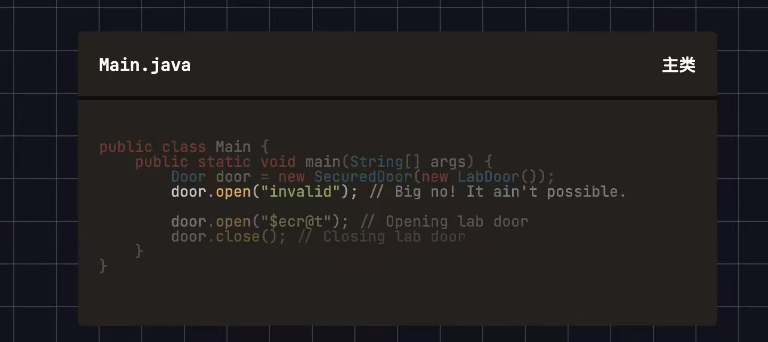 Main.java
主类
public class Main {
    public static void main(String[] args) {
        Door door = new SecuredDoor(new LabDoor());
        door.open("invalid"); // Big no! It ain't possible.

        door.open("$ecr@t"); // Opening lab door
        door.close(); // Closing lab door
    }
}